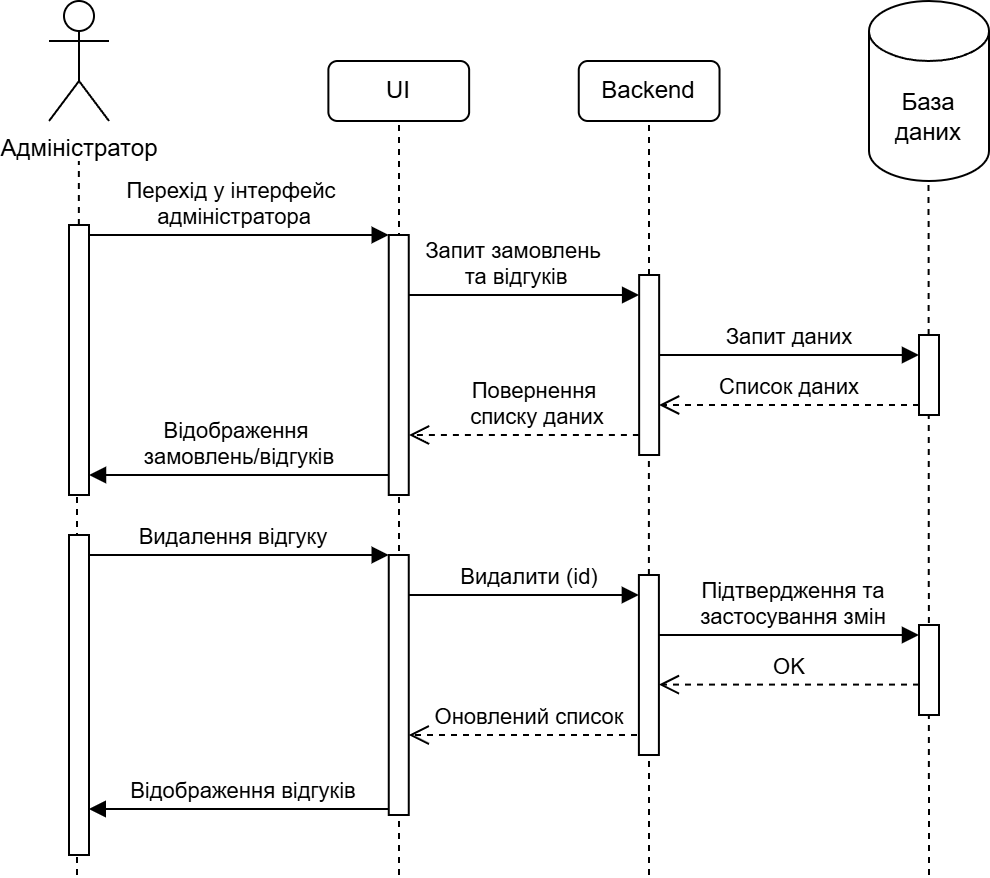 UI
Backend
База
даних
Адміністратор
Перехід у інтерфейс
адміністратора
Запит замовлень
та відгуків
Запит даних
Список даних
Повернення
списку даних
Відображення
замовлень/відгуків
Видалення відгуку
Видалити (id)
Підтвердження та
застосування змін
OK
Оновлений список
Відображення відгуків